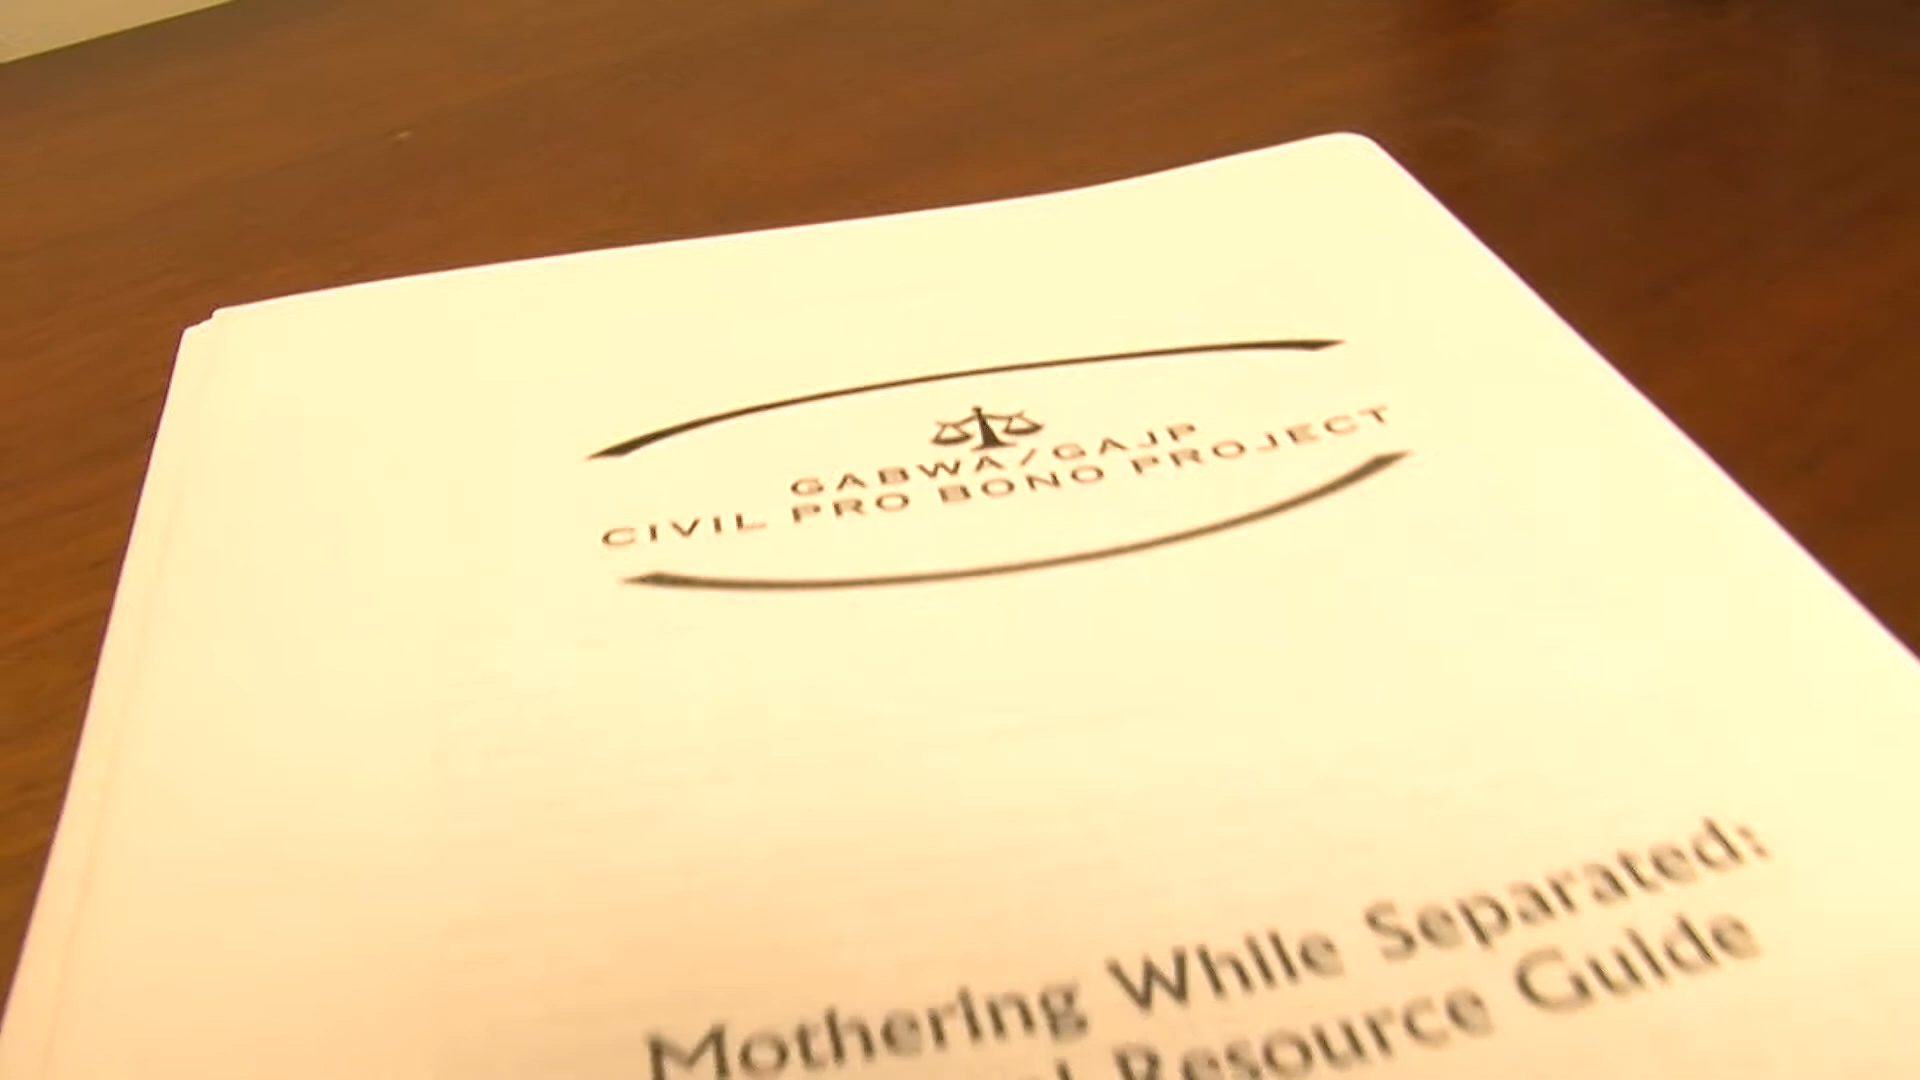 GABWA/GAJP
CIVIL PRO BONO PROJECT
Mothering While Separated:
Resource Guide